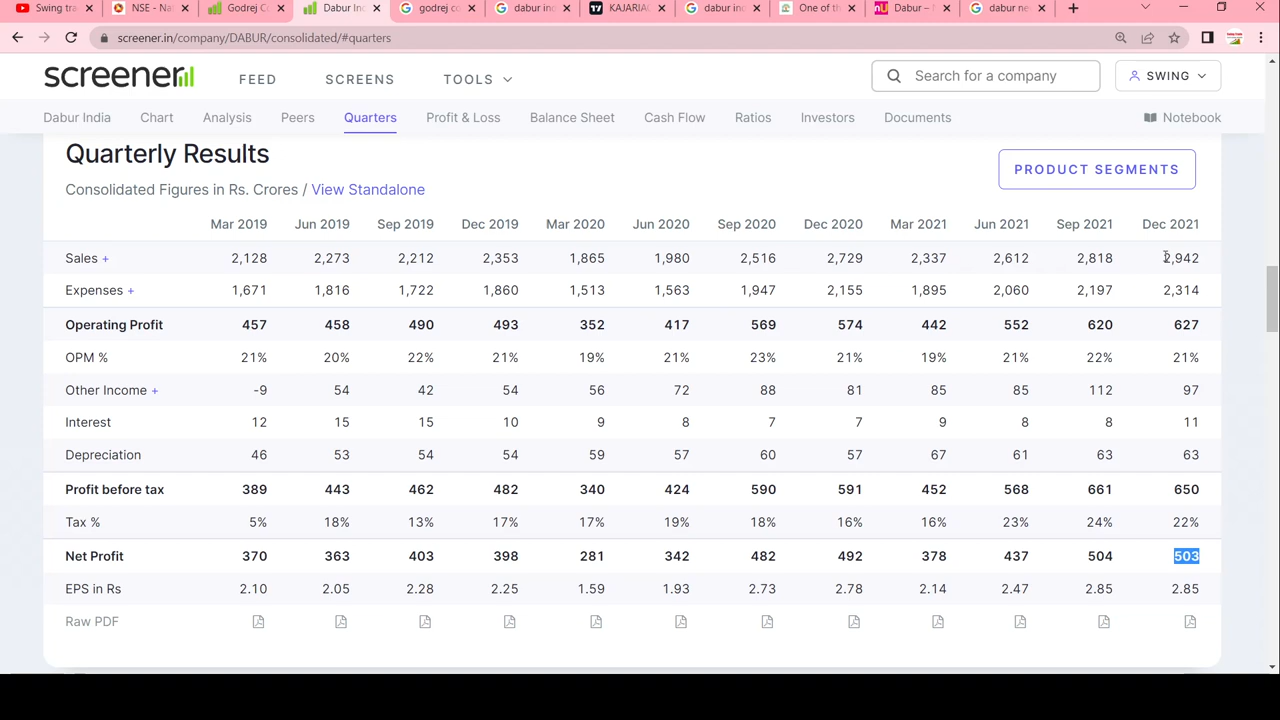 Swing tra
NSE - Na
Godrej C
Dabur Ind
godrej co
dabur ind
KAJARIA
dabur ind
One of th
Dabur –
dabur ne
screener.in/company/DABUR/consolidated/#quarters
screener
FEED
SCREENS
TOOLS
Search for a company
SWING
Dabur India
Chart
Analysis
Peers
Quarters
Profit & Loss
Balance Sheet
Cash Flow
Ratios
Investors
Documents
Notebook
Quarterly Results
PRODUCT SEGMENTS
Consolidated Figures in Rs. Crores / View Standalone
Mar 2019 Jun 2019 Sep 2019 Dec 2019 Mar 2020 Jun 2020 Sep 2020 Dec 2020 Mar 2021 Jun 2021 Sep 2021 Dec 2021
Sales + 2,128 2,273 2,212 2,353 1,865 1,980 2,516 2,729 2,337 2,612 2,818 2,942
Expenses + 1,671 1,816 1,722 1,860 1,513 1,563 1,947 2,155 1,895 2,060 2,197 2,314
Operating Profit 457 458 490 493 352 417 569 574 442 552 620 627
OPM % 21% 20% 22% 21% 19% 21% 23% 21% 19% 21% 22% 21%
Other Income + -9 54 42 54 56 72 88 81 85 85 112 97
Interest 12 15 15 10 9 8 7 7 9 8 8 11
Depreciation 46 53 54 54 59 57 60 57 67 61 63 63
Profit before tax 389 443 462 482 340 424 590 591 452 568 661 650
Tax % 5% 18% 13% 17% 17% 19% 18% 16% 16% 23% 24% 22%
Net Profit 370 363 403 398 281 342 482 492 378 437 504 503
EPS in Rs 2.10 2.05 2.28 2.25 1.59 1.93 2.73 2.78 2.14 2.47 2.85 2.85
Raw PDF